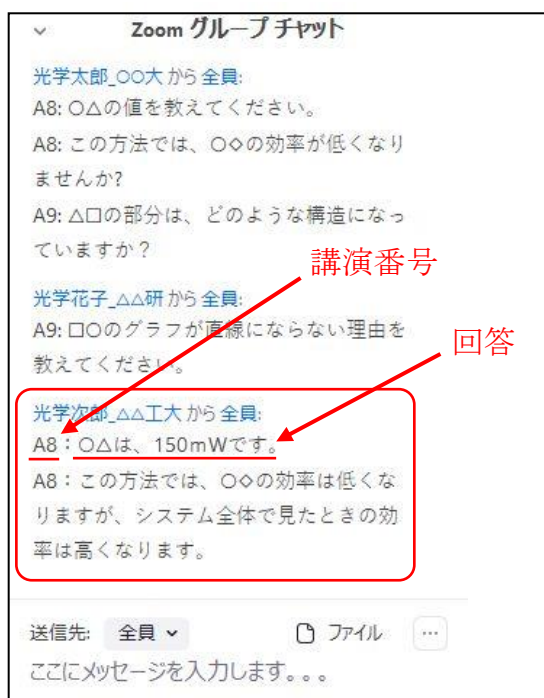 Zoom グループ チャット
光学太郎_〇〇大 から 全員:
A8: 〇△の値を教えてください。
A8: この方法では、〇◇の効率が低くなり
ませんか?
A9: △□の部分は、どのような構造になっ
ていますか？
講演番号
光学花子_△△研 から 全員:
A9: □〇のグラフが直線にならない理由を
教えてください。
回答
光学次郎_△△工大 から 全員:
A8：〇△は、150mWです。
A8：この方法では、〇◇の効率は低くな
りますが、システム全体で見たときの効
率は高くなります。
送信先: 全員 ファイル ...
ここにメッセージを入力します。。。